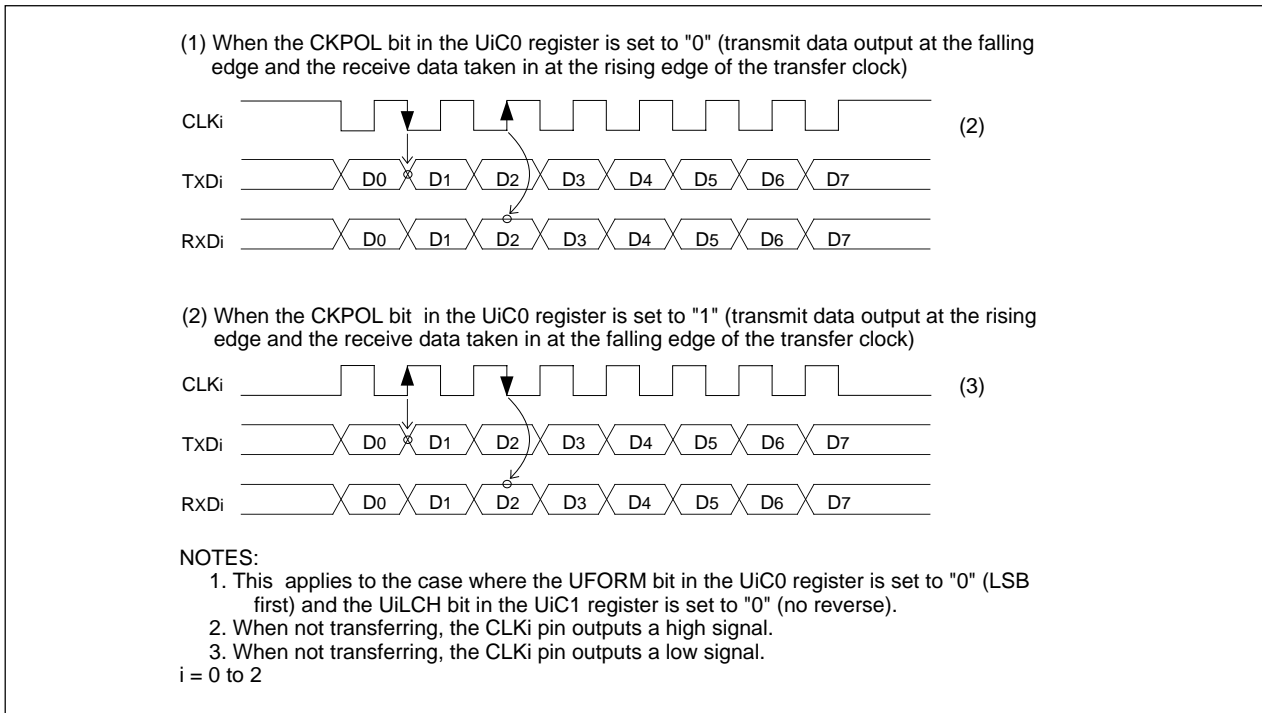 (1) When the CKPOL bit in the UiC0 register is set to "0" (transmit data output at the falling
edge and the receive data taken in at the rising edge of the transfer clock)
CLKi
(2)
TXDi D0 D1 D2 D3 D4 D5 D6 D7
RXDi D0 D1 D2 D3 D4 D5 D6 D7
(2) When the CKPOL bit in the UiC0 register is set to "1" (transmit data output at the rising
edge and the receive data taken in at the falling edge of the transfer clock)
CLKi
(3)
TXDi D0 D1 D2 D3 D4 D5 D6 D7
RXDi D0 D1 D2 D3 D4 D5 D6 D7
NOTES:
1. This applies to the case where the UFORM bit in the UiC0 register is set to "0" (LSB
first) and the UiLCH bit in the UiC1 register is set to "0" (no reverse).
2. When not transferring, the CLKi pin outputs a high signal.
3. When not transferring, the CLKi pin outputs a low signal.
i = 0 to 2